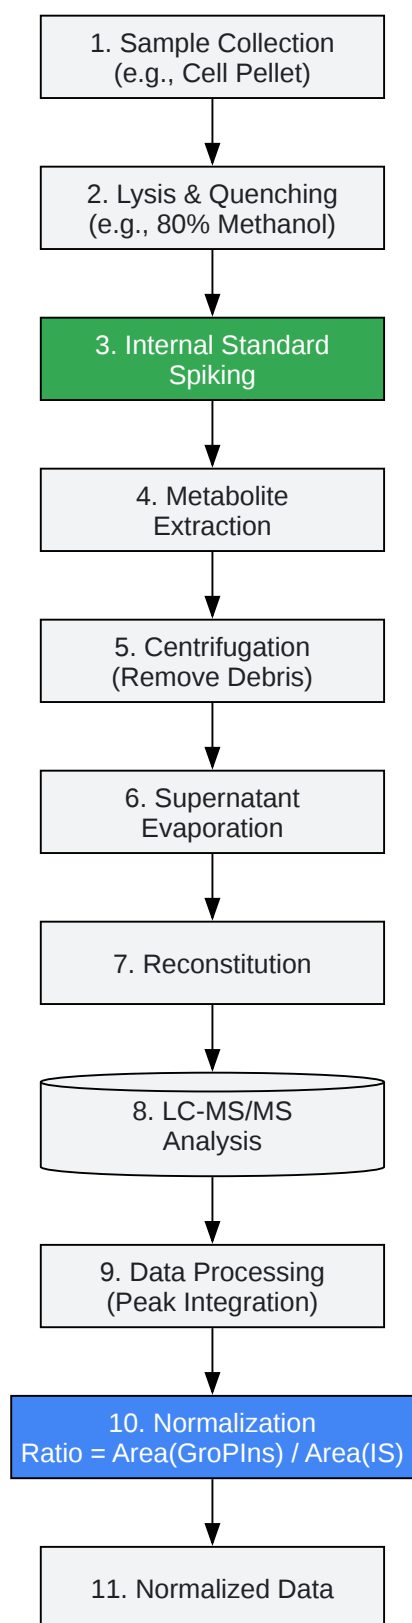 1. Sample Collection
(e.g., Cell Pellet)
2. Lysis & Quenching
(e.g., 80% Methanol)
3. Internal Standard
Spiking
4. Metabolite
Extraction
5. Centrifugation
(Remove Debris)
6. Supernatant
Evaporation
7. Reconstitution
8. LC-MS/MS
Analysis
9. Data Processing
(Peak Integration)
10. Normalization
Ratio = Area(GroPIns) / Area(IS)
11. Normalized Data